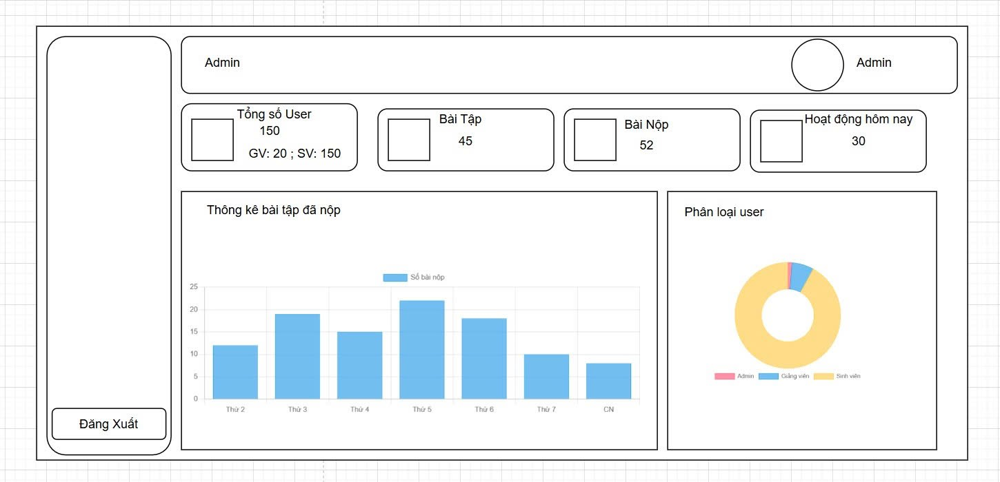 Admin
Admin
Tổng số User
150
GV: 20 ; SV: 150
Bài Tập
45
Bài Nộp
52
Hoạt động hôm nay
30
Thông kê bài tập đã nộp
Số bài nộp
25
20
15
10
5
0
Thứ 2 Thứ 3 Thứ 4 Thứ 5 Thứ 6 Thứ 7 CN
Phân loại user
Admin Giảng viên Sinh viên
Đăng Xuất